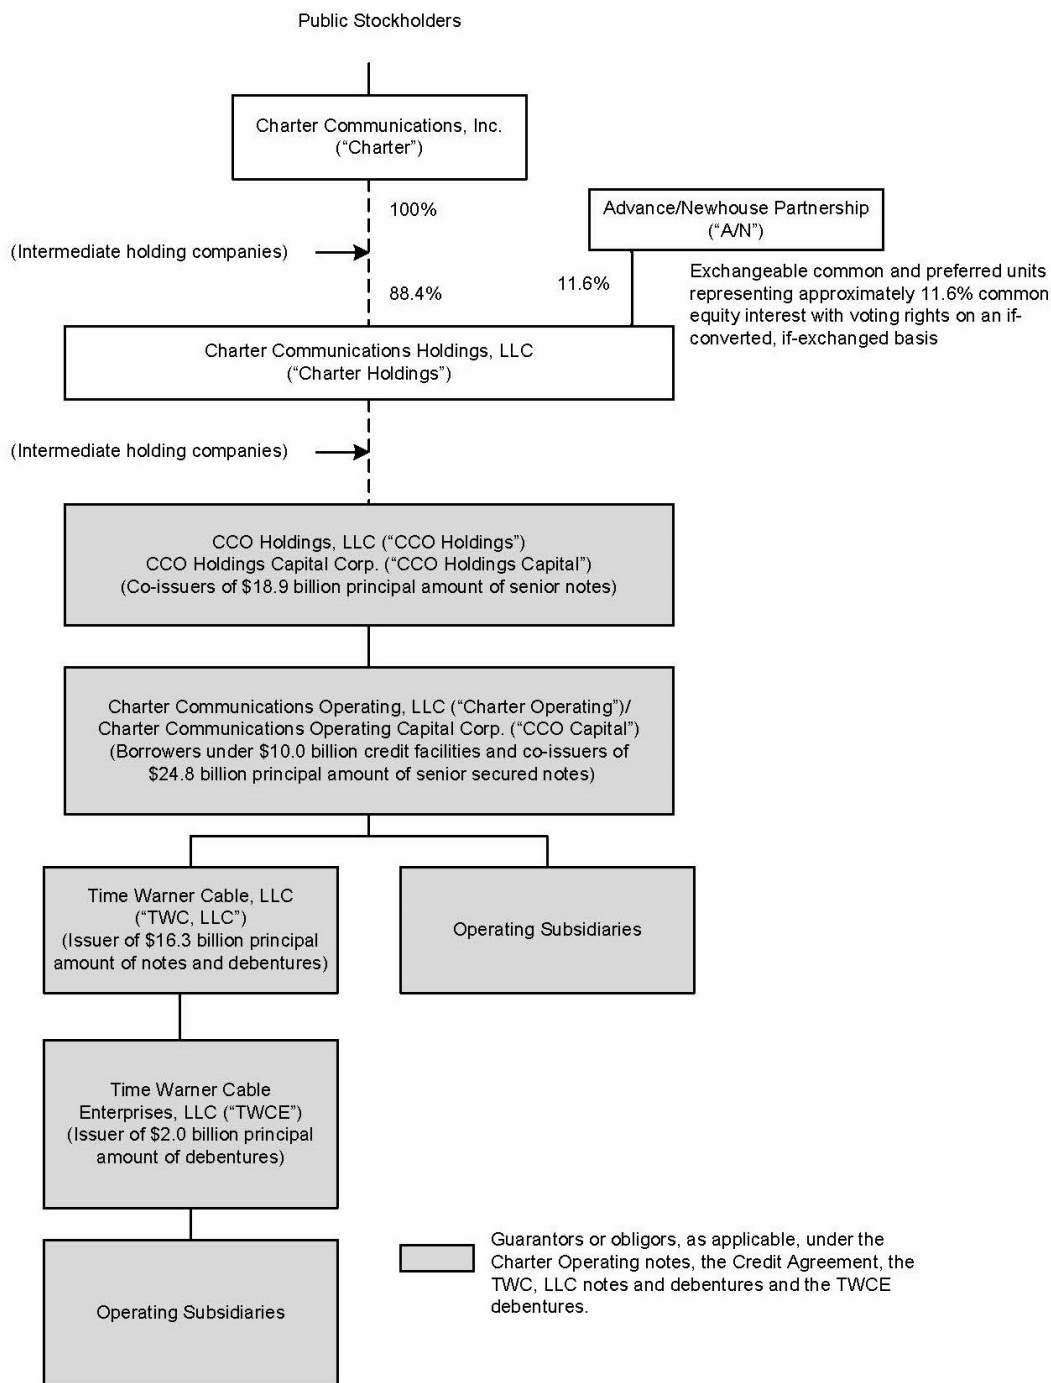 Public Stockholders
Charter Communications, Inc.
(“Charter”)
100%
Advance/Newhouse Partnership
(“A/N”)
(Intermediate holding companies)
88.4%
11.6%
Exchangeable common and preferred units
representing approximately 11.6% common
equity interest with voting rights on an if-
converted, if-exchanged basis
Charter Communications Holdings, LLC
(“Charter Holdings”)
(Intermediate holding companies)
CCO Holdings, LLC (“CCO Holdings”)
CCO Holdings Capital Corp. (“CCO Holdings Capital”)
(Co-issuers of $18.9 billion principal amount of senior notes)
Charter Communications Operating, LLC (“Charter Operating”)/
Charter Communications Operating Capital Corp. (“CCO Capital”)
(Borrowers under $10.0 billion credit facilities and co-issuers of
$24.8 billion principal amount of senior secured notes)
Time Warner Cable, LLC
(“TWC, LLC”)
(Issuer of $16.3 billion principal
amount of notes and debentures)
Operating Subsidiaries
Time Warner Cable
Enterprises, LLC (“TWCE”)
(Issuer of $2.0 billion principal
amount of debentures)
Operating Subsidiaries
Guarantors or obligors, as applicable, under the
Charter Operating notes, the Credit Agreement, the
TWC, LLC notes and debentures and the TWCE
debentures.